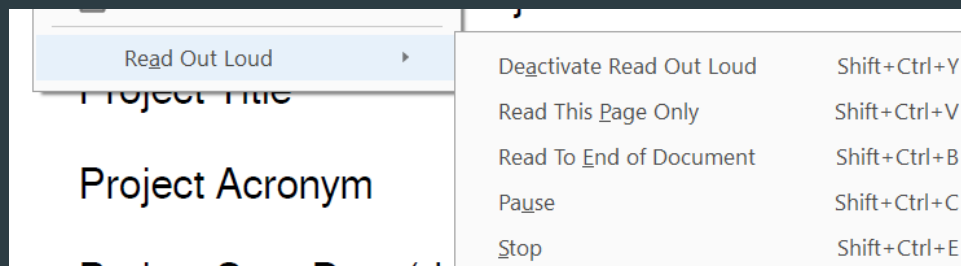 Read Out Loud
Deactivate Read Out Loud Shift+Ctrl+Y
Read This Page Only Shift+Ctrl+V
Read To End of Document Shift+Ctrl+B
Pause Shift+Ctrl+C
Stop Shift+Ctrl+E
Project Title
Project Acronym